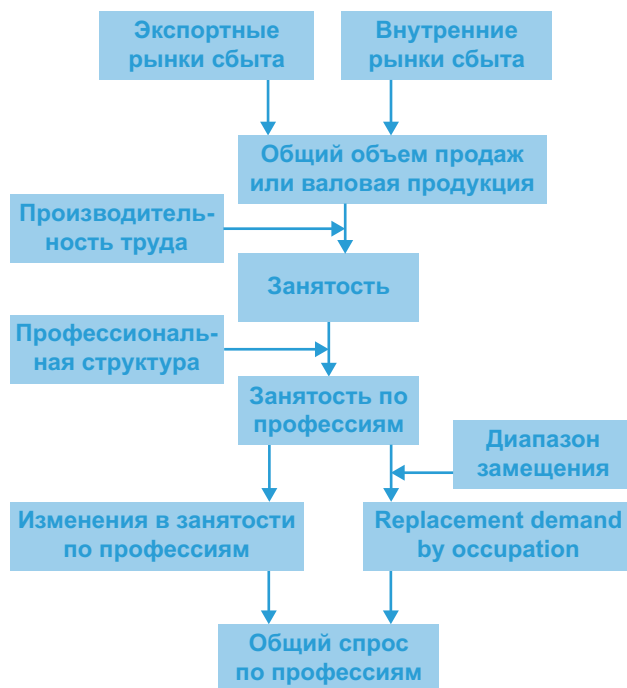 Экспортные
рынки сбыта
Внутренние
рынки сбыта
Общий объем продаж
или валовая продукция
Производитель-
ность труда
Занятость
Профессиональ-
ная структура
Занятость по
профессиям
Диапазон
замещения
Изменения в занятости
по профессиям
Replacement demand
by occupation
Общий спрос
по профессиям